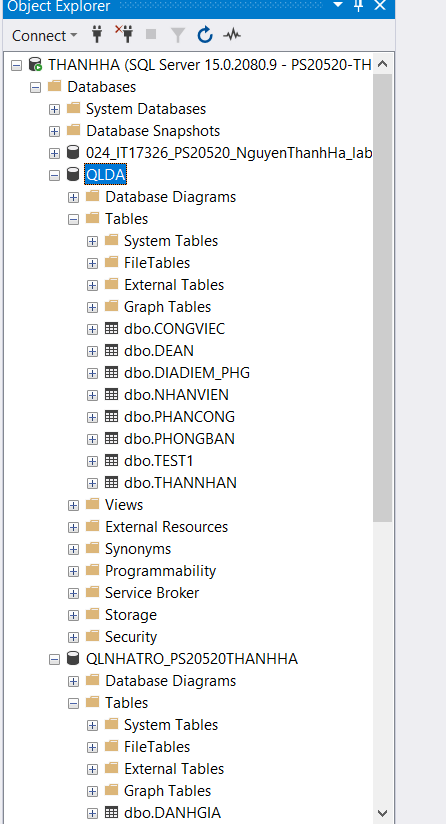 Object Explorer
Connect
THANHHA (SQL Server 15.0.2080.9 - PS20520-TH
Databases
System Databases
Database Snapshots
024_IT17326_PS20520_NguyenThanhHa_lab
QLDA
Database Diagrams
Tables
System Tables
FileTables
External Tables
Graph Tables
dbo.CONGVIEC
dbo.DEAN
dbo.DIADIEM_PHG
dbo.NHANVIEN
dbo.PHANCONG
dbo.PHONGBAN
dbo.TEST1
dbo.THANNHAN
Views
External Resources
Synonyms
Programmability
Service Broker
Storage
Security
QLNHATRO_PS20520THANHHA
Database Diagrams
Tables
System Tables
FileTables
External Tables
Graph Tables
dbo.DANHGIA